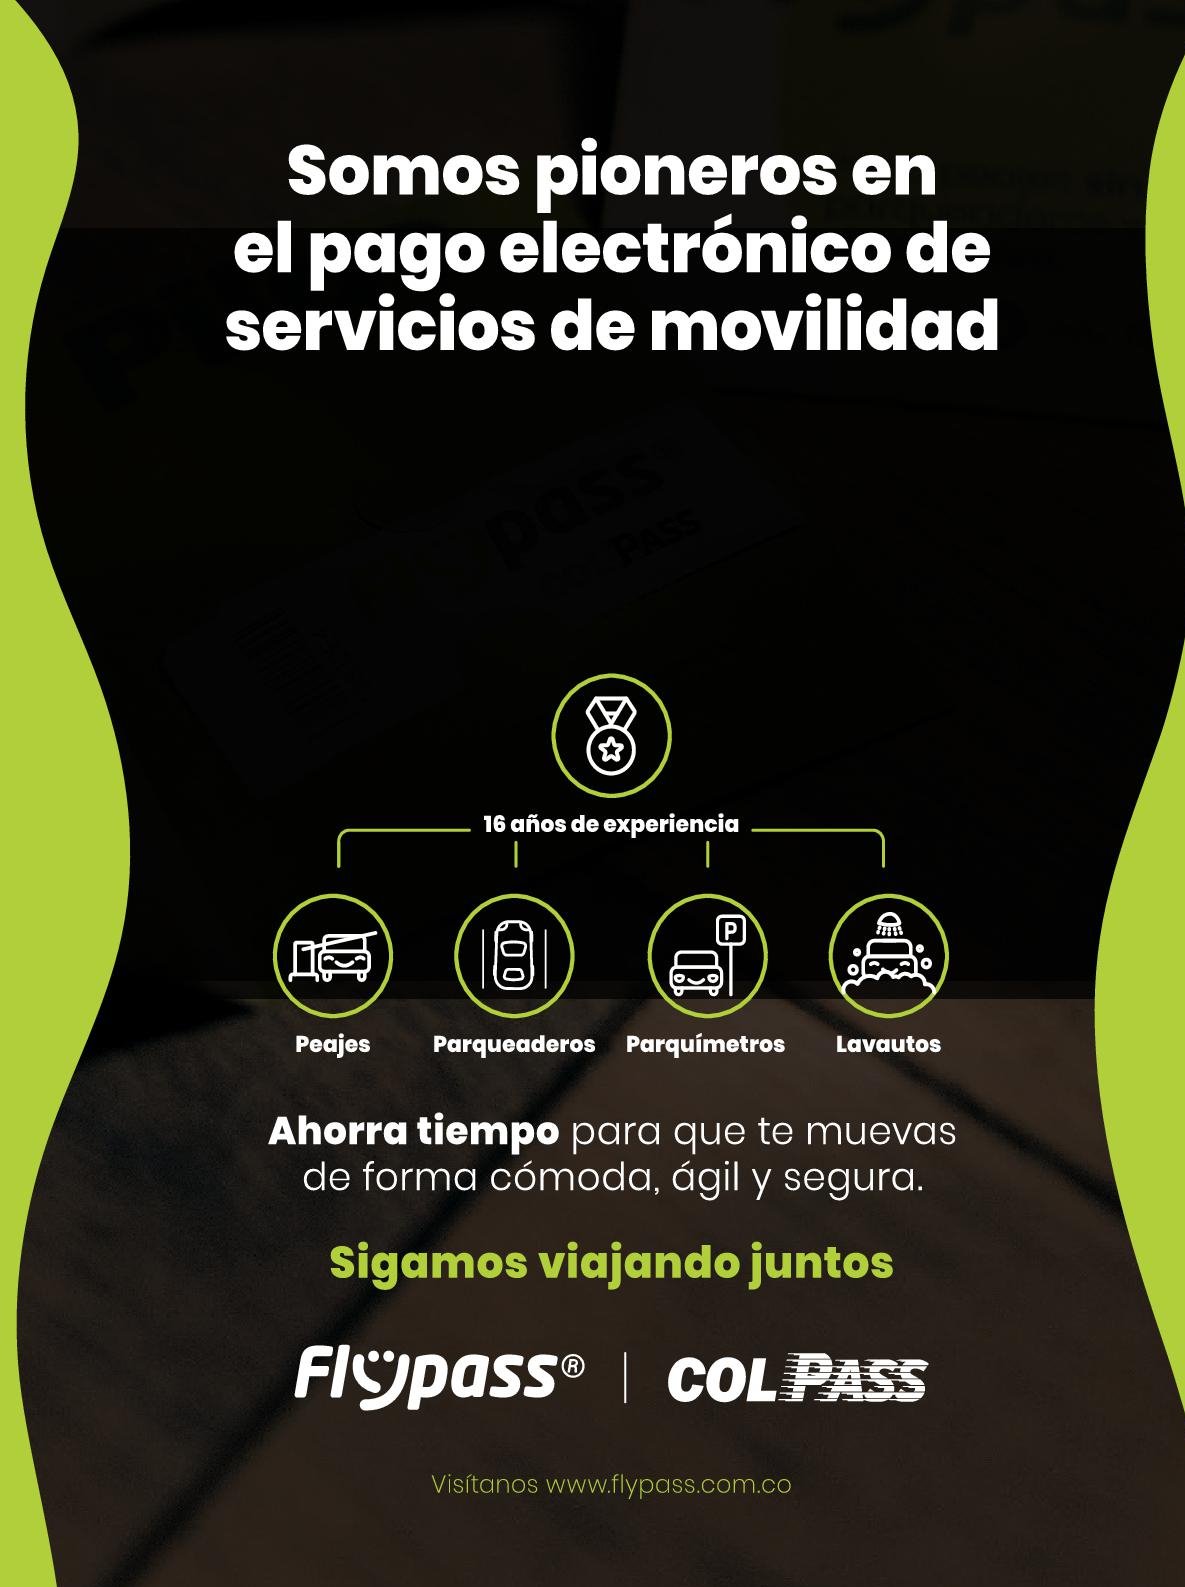 Somos pioneros en
el pago electrónico de
servicios de movilidad
pass®
COLPASS
16 años de experiencia
P
Peajes
Parqueaderos
Parquímetros
Lavautos
Ahorra tiempo para que te muevas
de forma cómoda, ágil y segura.
Sigamos viajando juntos
Flypass®
COLPASS
Visítanos www.flypass.com.co